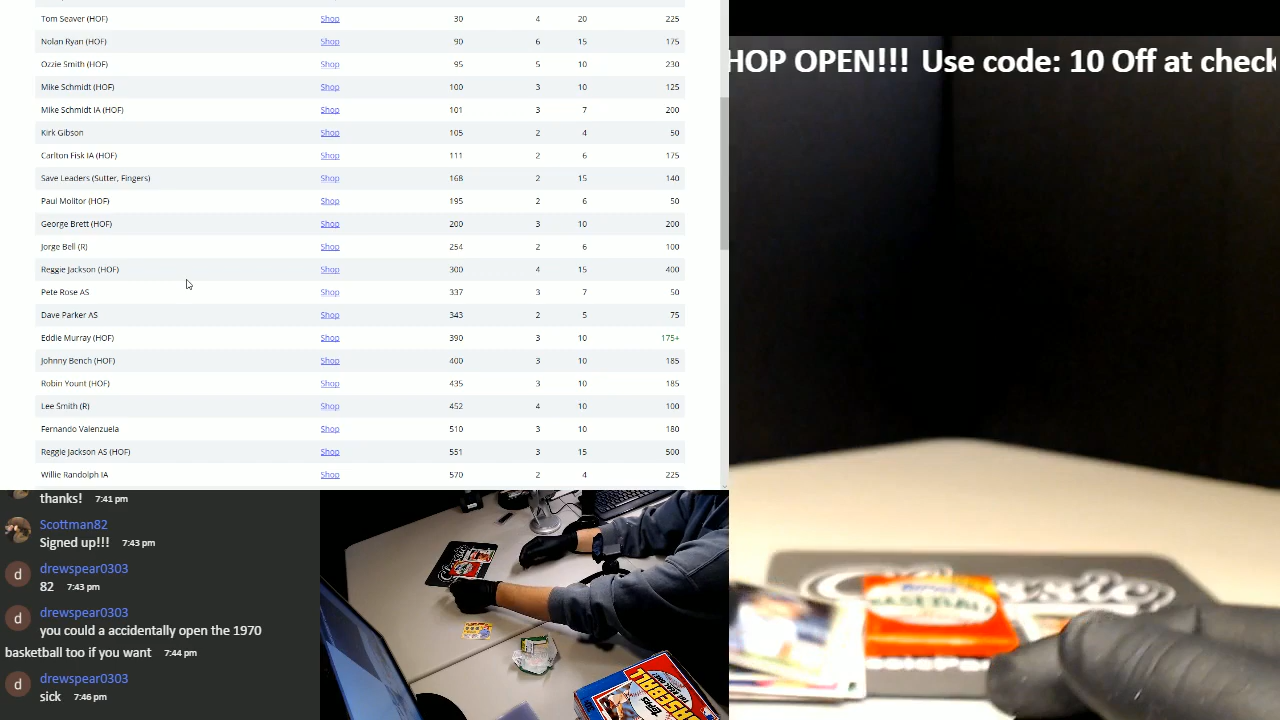 Tom Seaver (HOF) Shop 30 4 20 225
Nolan Ryan (HOF) Shop 90 6 15 175
Ozzie Smith (HOF) Shop 95 5 10 230
Mike Schmidt (HOF) Shop 100 3 10 125
Mike Schmidt IA (HOF) Shop 101 3 7 200
Kirk Gibson Shop 105 2 4 50
Carlton Fisk IA (HOF) Shop 111 2 6 175
Save Leaders (Sutter, Fingers) Shop 168 2 15 140
Paul Molitor (HOF) Shop 195 2 6 50
George Brett (HOF) Shop 200 3 10 200
Jorge Bell (R) Shop 254 2 6 100
Reggie Jackson (HOF) Shop 300 4 15 400
Pete Rose AS Shop 337 3 7 50
Dave Parker AS Shop 343 2 5 75
Eddie Murray (HOF) Shop 390 3 10 175+
Johnny Bench (HOF) Shop 400 3 10 185
Robin Yount (HOF) Shop 435 3 10 185
Lee Smith (R) Shop 452 4 10 100
Fernando Valenzuela Shop 510 3 10 180
Reggie Jackson AS (HOF) Shop 551 3 15 500
Willie Randolph IA Shop 570 2 4 225
HOP OPEN!!! Use code: 10 Off at check
thanks! 7:41 pm
Scottman82
Signed up!!! 7:43 pm
d drewspear0303
82 7:43 pm
d drewspear0303
you could a accidentally open the 1970
basketball too if you want 7:44 pm
d drewspear0303
sick 7:46 pm
Classic
BASEBALL
topps
BASEBALL